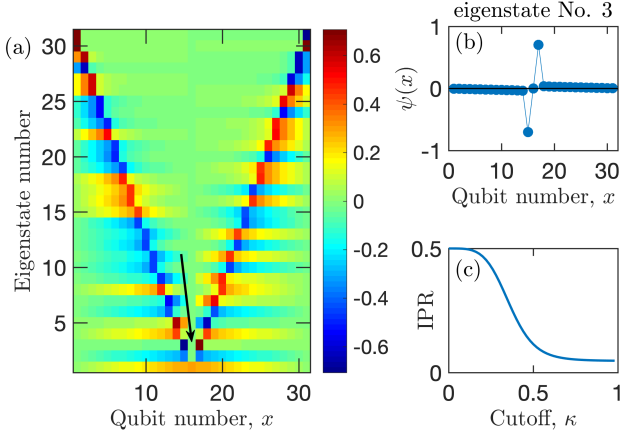 eigenstate No. 3
(a)
Eigenstate number
30
25
20
15
10
5
10
20
30
Qubit number, x
0.6
0.4
0.2
0
-0.2
-0.4
-0.6
(b)
ψ(x)
1
0
-1
0
10
20
30
Qubit number, x
(c)
IPR
0.5
0
0
0.5
1
Cutoff, κ